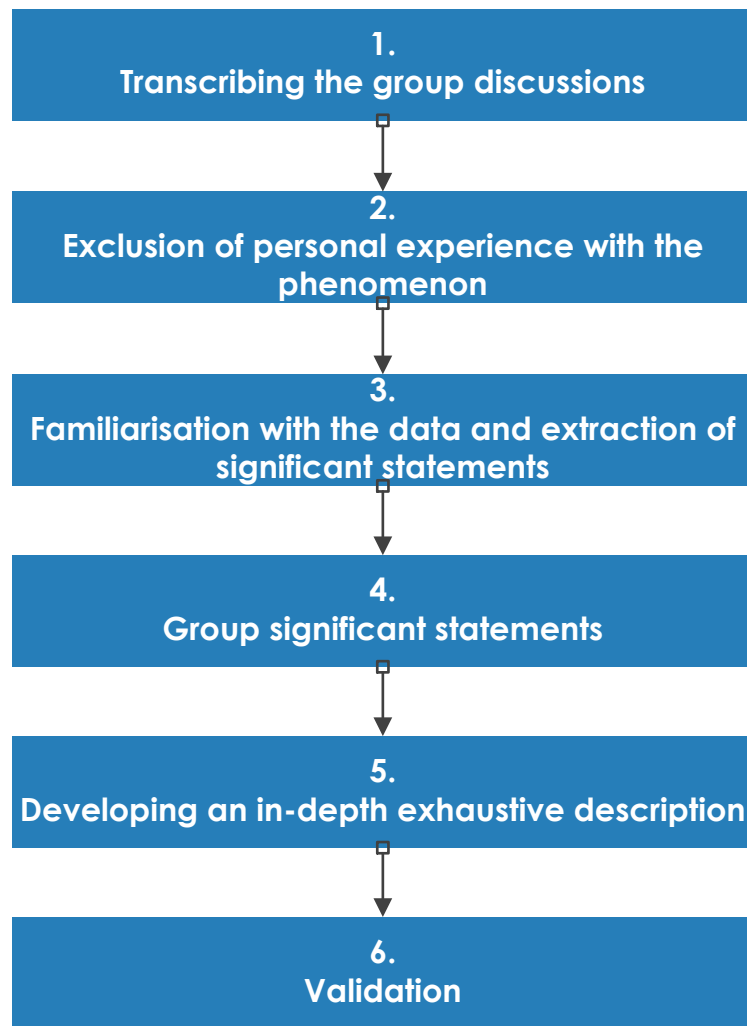 1.
Transcribing the group discussions
2.
Exclusion of personal experience with the
phenomenon
3.
Familiarisation with the data and extraction of
significant statements
4.
Group significant statements
5.
Developing an in-depth exhaustive description
6.
Validation